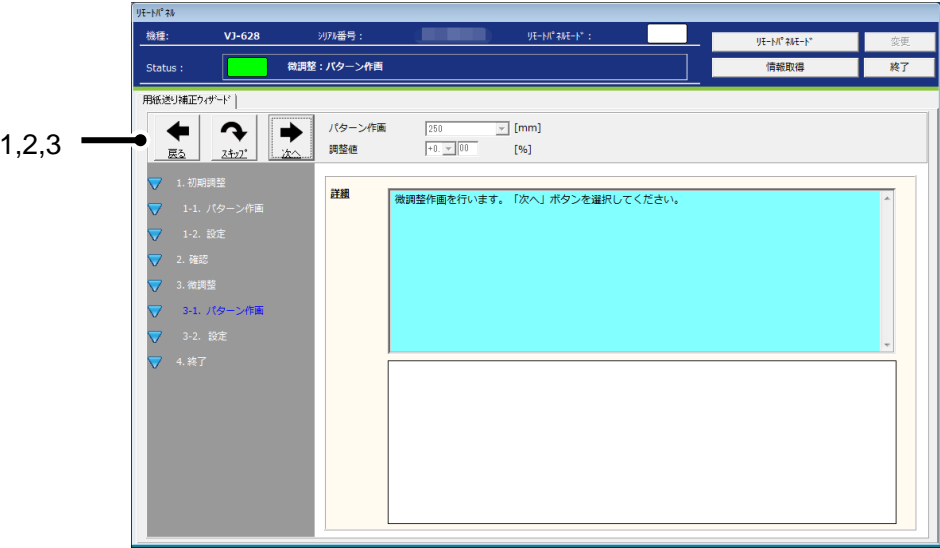 リモートパネル
機種: VJ-628 シリアル番号: リモートパネルモード:
リモートパネルモード 変更
Status: 微調整：パターン作画
情報取得 終了
用紙送り補正ウィザード
1,2,3
戻る スキップ 次へ
パターン作画 250 [mm]
調整値 +0. 00 [%]
1. 初期調整
1-1. パターン作画
1-2. 設定
2. 確認
3. 微調整
3-1. パターン作画
3-2. 設定
4. 終了
詳細
微調整作画を行います。「次へ」ボタンを選択してください。